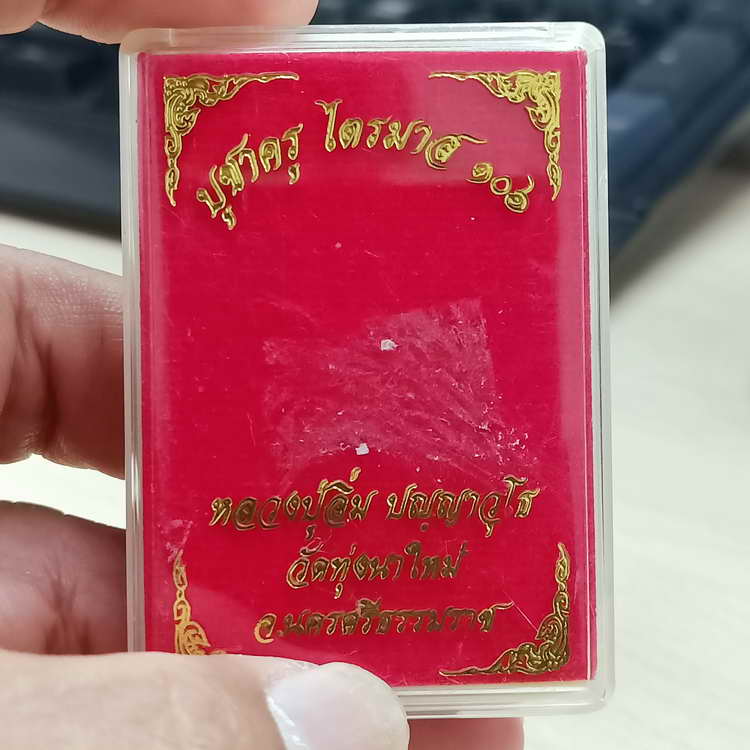 บูชาครู ไตรมาส ๑๐๘
หลวงปู่อิ่ม ปญฺญาวุโธ
วัดทุ่งนาใหม่
จ.นครศรีธรรมราช